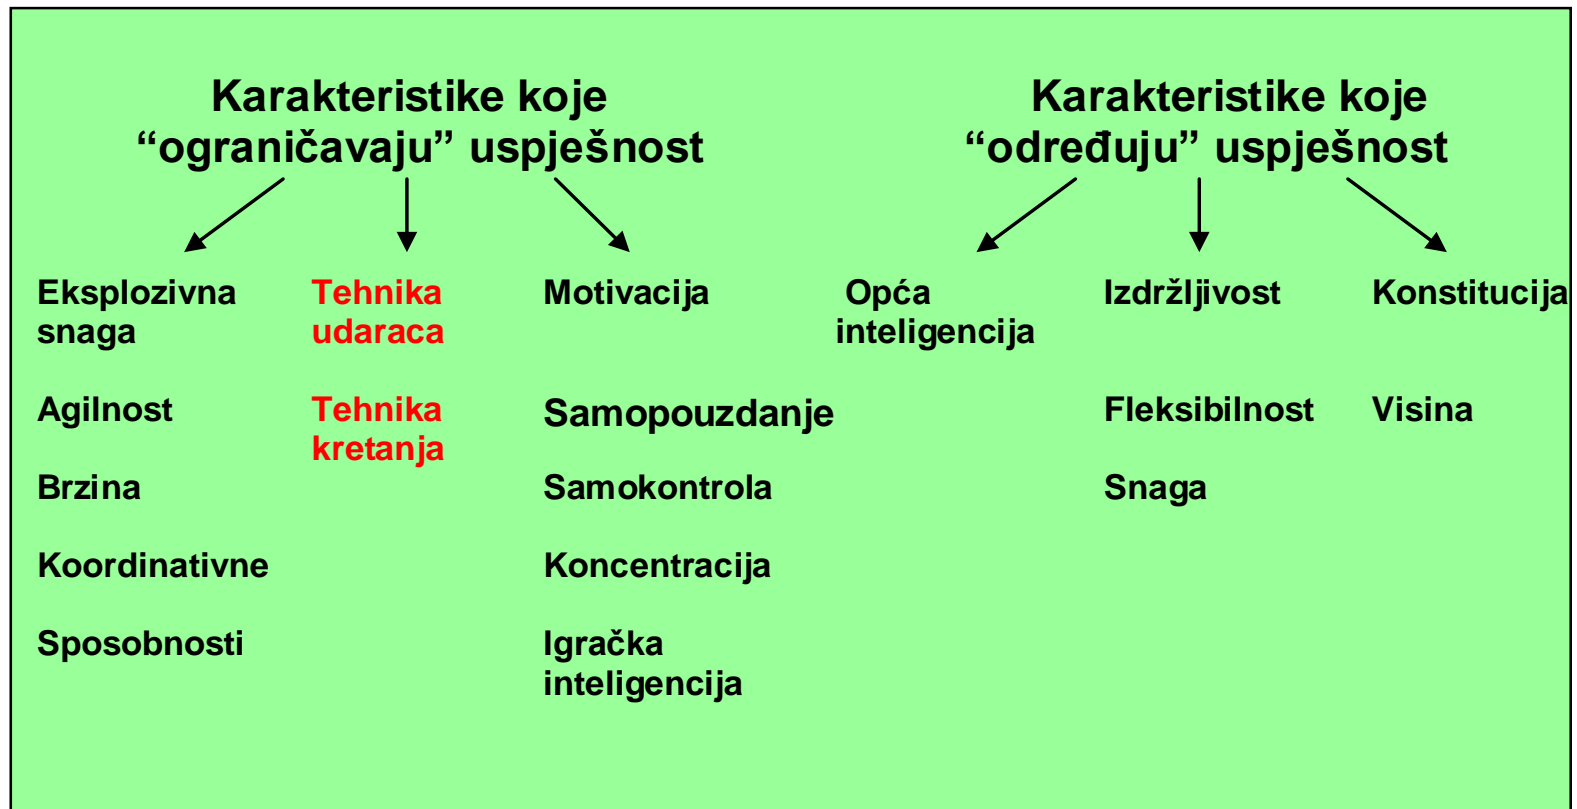 Karakteristike koje
“ograničavaju” uspješnost
Eksplozivna
snaga
Agilnost
Brzina
Koordinativne
Sposobnosti
Tehnika
udaraca
Tehnika
kretanja
Motivacija
Samopouzdanje
Samokontrola
Koncentracija
Igračka
inteligencija
Karakteristike koje
“određuju” uspješnost
Opća
inteligencija
Izdržljivost
Fleksibilnost
Snaga
Konstitucija
Visina